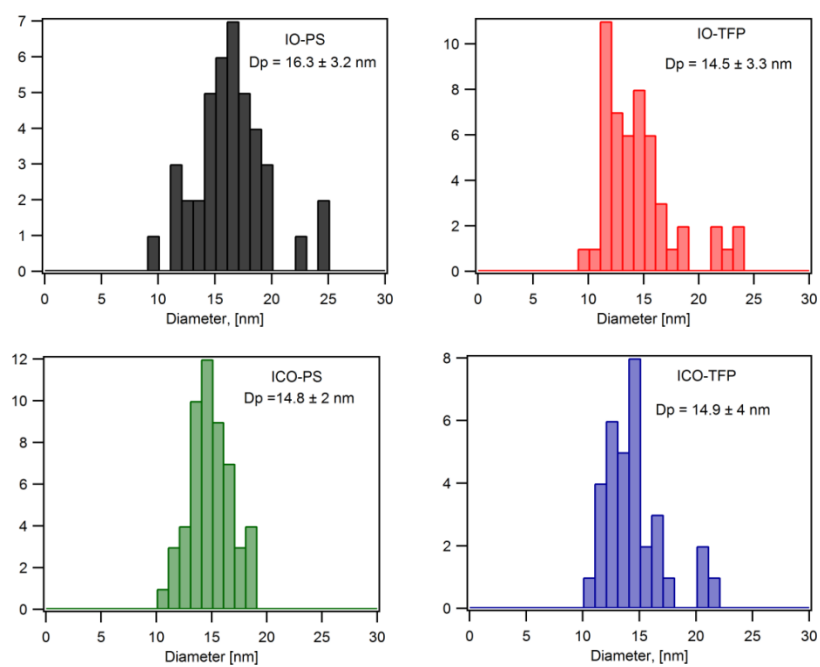 IO-PS
Dp = 16.3 ± 3.2 nm
7
6
5
4
3
2
1
0
0 5 10 15 20 25 30
Diameter, [nm]
IO-TFP
Dp = 14.5 ± 3.3 nm
10
8
6
4
2
0
0 5 10 15 20 25 30
Diameter, [nm]
ICO-PS
Dp =14.8 ± 2 nm
12
10
8
6
4
2
0
0 5 10 15 20 25 30
Diameter [nm]
ICO-TFP
Dp = 14.9 ± 4 nm
8
6
4
2
0
0 5 10 15 20 25 30
Diameter, [nm]